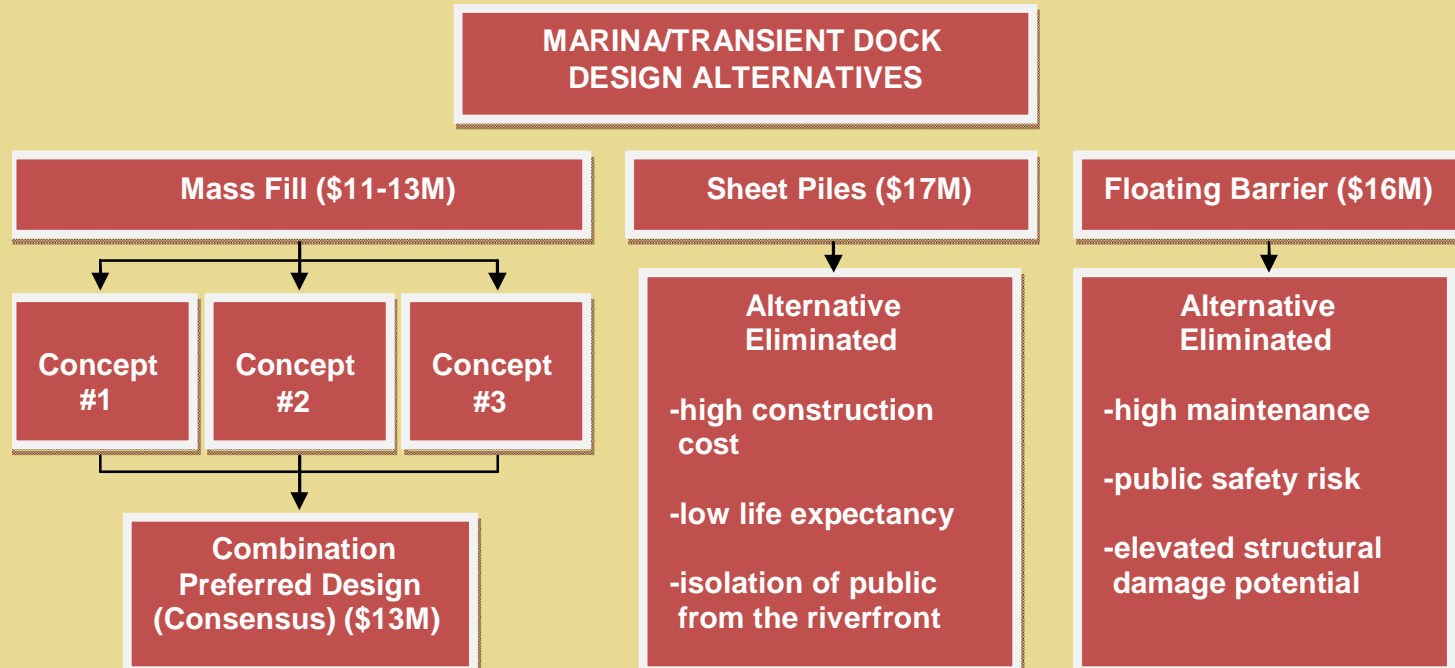 MARINA/TRANSIENT DOCK
DESIGN ALTERNATIVES
Mass Fill ($11-13M)
Sheet Piles ($17M)
Floating Barrier ($16M)
Concept
#1
Concept
#2
Concept
#3
Combination
Preferred Design
(Consensus) ($13M)
Alternative
Eliminated
-high construction
cost
-low life expectancy
-isolation of public
from the riverfront
Alternative
Eliminated
-high maintenance
-public safety risk
-elevated structural
damage potential